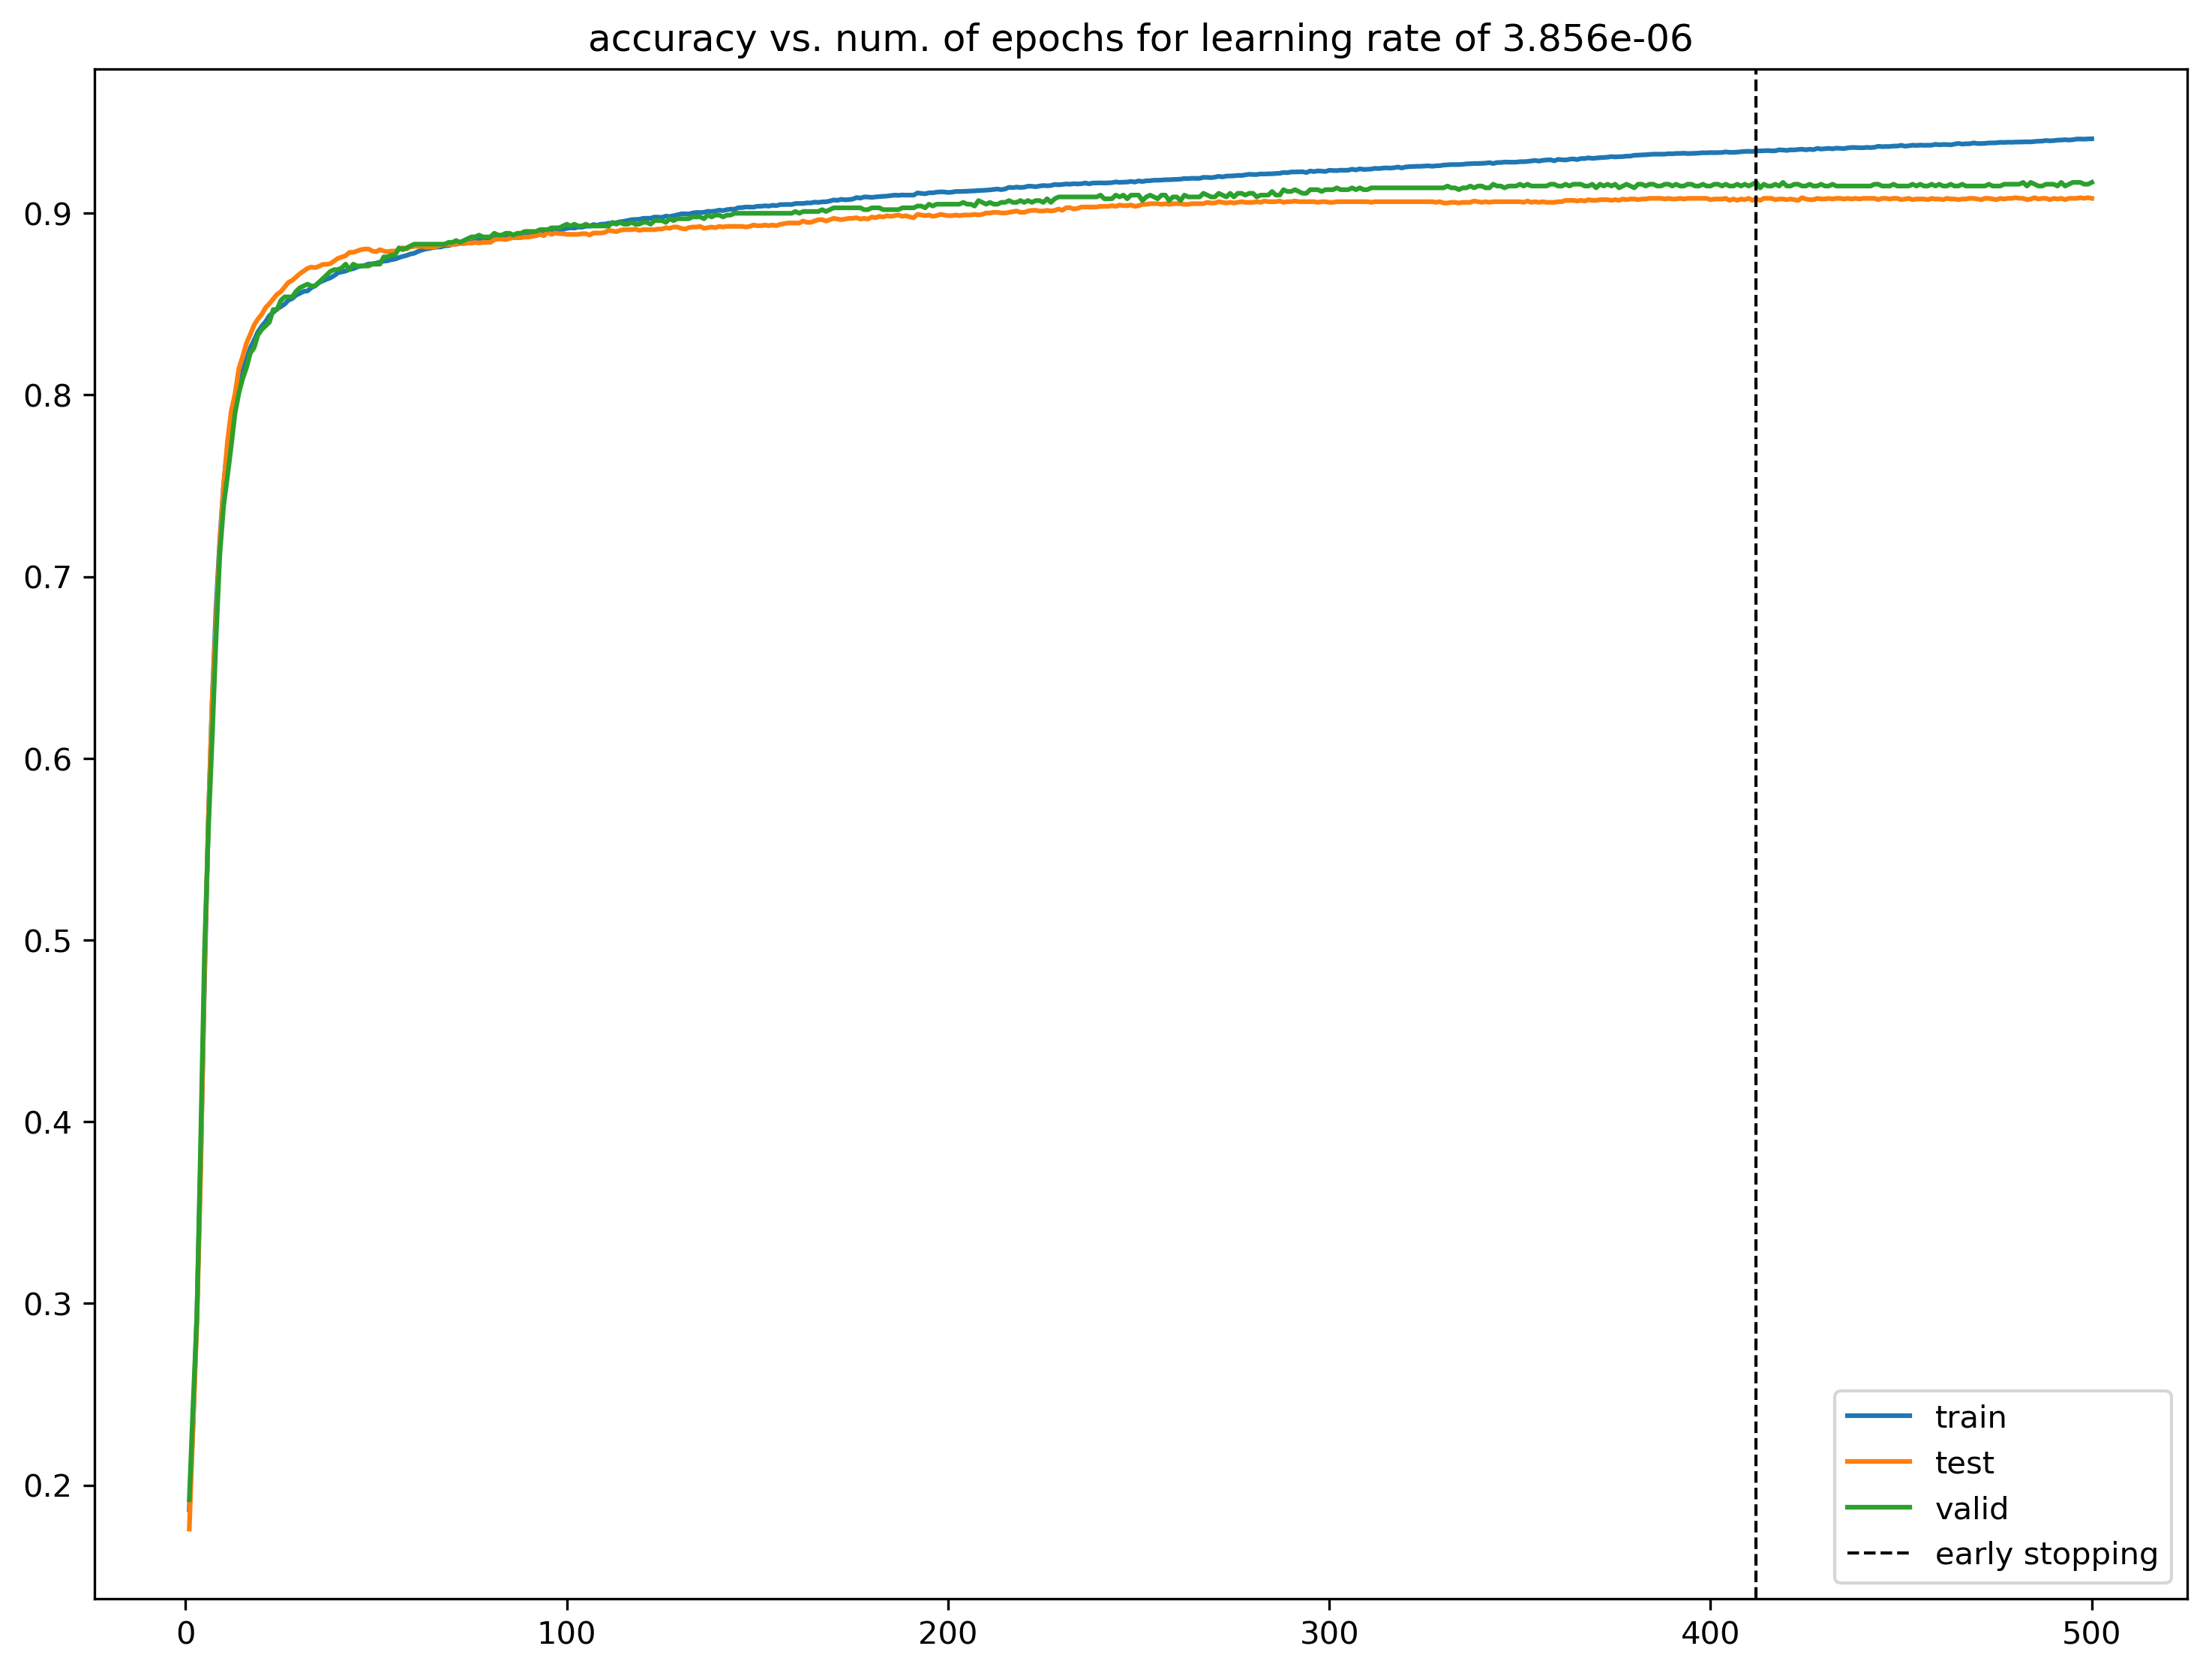 accuracy vs. num. of epochs for learning rate of 3.856e-06
0.9
0.8
0.7
0.6
0.5
0.4
0.3
0.2
train
test
valid
early stopping
0 100 200 300 400 500